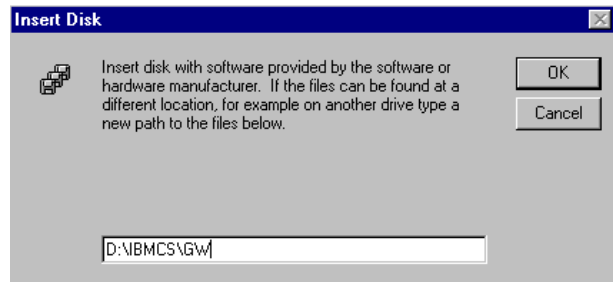 Insert Disk
Insert disk with software provided by the software or
hardware manufacturer. If the files can be found at a
different location, for example on another drive type a
new path to the files below.
OK
Cancel
D:\IBMCS\GW